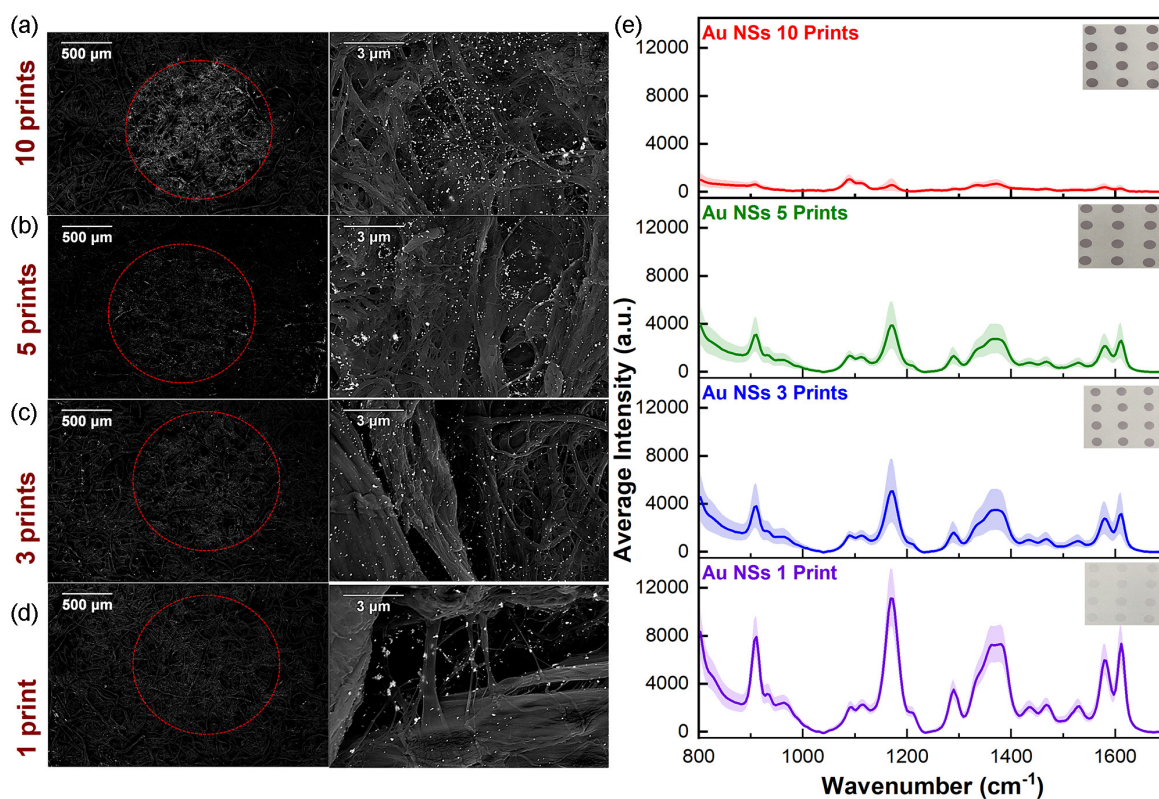 (a)
10 prints
500 µm
3 µm
(b)
5 prints
500 µm
3 µm
(c)
3 prints
500 µm
3 µm
(d)
1 print
500 µm
3 µm
(e)
Average Intensity (a.u.)
Au NSs 10 Prints
12000
8000
4000
0
Au NSs 5 Prints
12000
8000
4000
0
Au NSs 3 Prints
12000
8000
4000
0
Au NSs 1 Print
12000
8000
4000
0
800 1000 1200 1400 1600
Wavenumber (cm⁻¹)